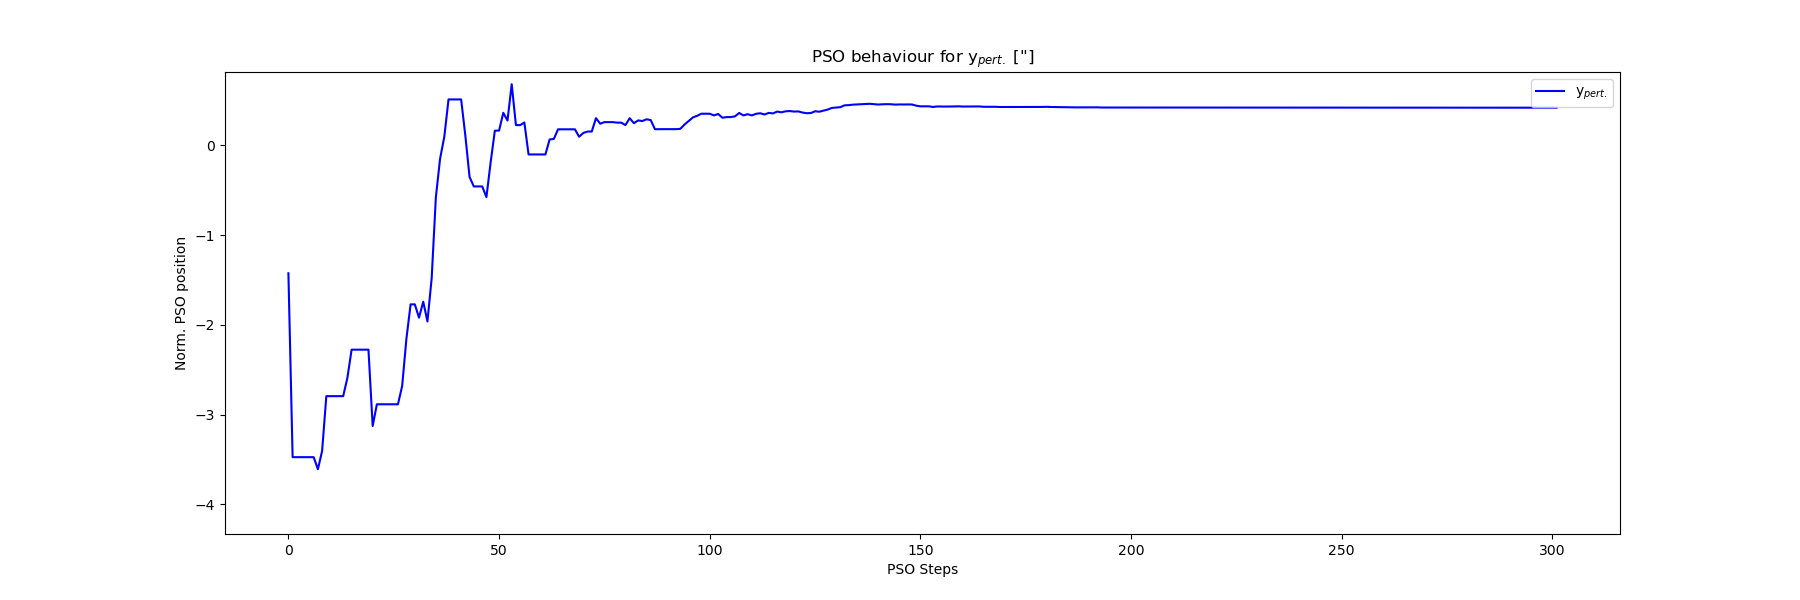 PSO behaviour for y_pert. ["]
y_pert.
Norm. PSO position
0
−1
−2
−3
−4
0 50 100 150 200 250 300
PSO Steps